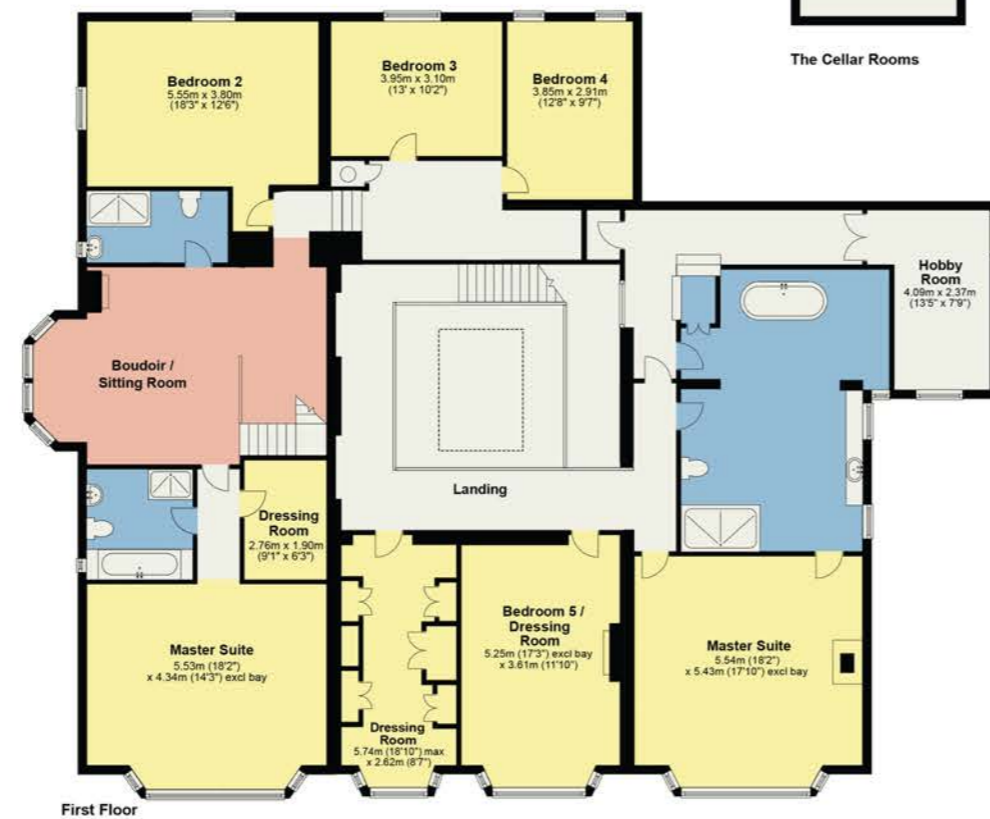 The Cellar Rooms
Bedroom 2
5.55m x 3.80m
(18'3" x 12'6")
Bedroom 3
3.95m x 3.10m
(13' x 10'2")
Bedroom 4
3.85m x 2.91m
(12'8" x 9'7")
Hobby
Room
4.09m x 2.37m
(13'5" x 7'9")
Boudoir /
Sitting Room
Landing
Dressing
Room
2.76m x 1.90m
(9'1" x 6'3")
Master Suite
5.53m (18'2")
x 4.34m (14'3") excl bay
Dressing
Room
5.74m (18'10") max
x 2.62m (8'7")
Bedroom 5 /
Dressing
Room
5.25m (17'3") excl bay
x 3.61m (11'10")
Master Suite
5.54m (18'2")
x 5.43m (17'10") excl bay
First Floor